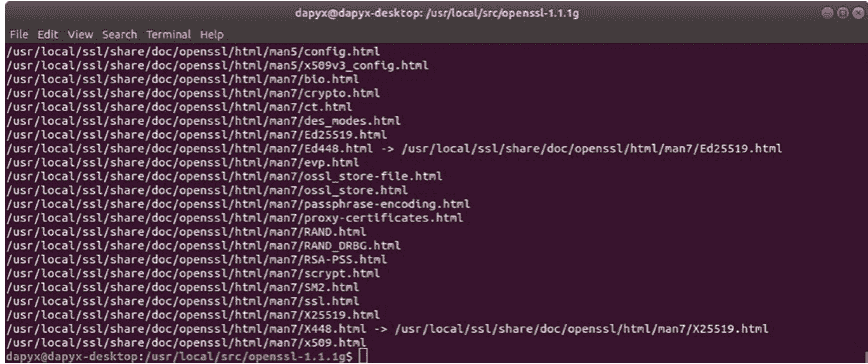 dapyx@dapyx-desktop: /usr/local/src/openssl-1.1.1g
File Edit View Search Terminal Help
/usr/local/ssl/share/doc/openssl/html/man5/config.html
/usr/local/ssl/share/doc/openssl/html/man5/x509v3_config.html
/usr/local/ssl/share/doc/openssl/html/man7/bio.html
/usr/local/ssl/share/doc/openssl/html/man7/crypto.html
/usr/local/ssl/share/doc/openssl/html/man7/ct.html
/usr/local/ssl/share/doc/openssl/html/man7/des_modes.html
/usr/local/ssl/share/doc/openssl/html/man7/Ed25519.html
/usr/local/ssl/share/doc/openssl/html/man7/Ed448.html -> /usr/local/ssl/share/doc/openssl/html/man7/Ed25519.html
/usr/local/ssl/share/doc/openssl/html/man7/evp.html
/usr/local/ssl/share/doc/openssl/html/man7/ossl_store-file.html
/usr/local/ssl/share/doc/openssl/html/man7/ossl_store.html
/usr/local/ssl/share/doc/openssl/html/man7/passphrase-encoding.html
/usr/local/ssl/share/doc/openssl/html/man7/proxy-certificates.html
/usr/local/ssl/share/doc/openssl/html/man7/RAND.html
/usr/local/ssl/share/doc/openssl/html/man7/RAND_DRBG.html
/usr/local/ssl/share/doc/openssl/html/man7/RSA-PSS.html
/usr/local/ssl/share/doc/openssl/html/man7/scrypt.html
/usr/local/ssl/share/doc/openssl/html/man7/SM2.html
/usr/local/ssl/share/doc/openssl/html/man7/ssl.html
/usr/local/ssl/share/doc/openssl/html/man7/X25519.html
/usr/local/ssl/share/doc/openssl/html/man7/X448.html -> /usr/local/ssl/share/doc/openssl/html/man7/X25519.html
/usr/local/ssl/share/doc/openssl/html/man7/x509.html
dapyx@dapyx-desktop:/usr/local/src/openssl-1.1.1g$